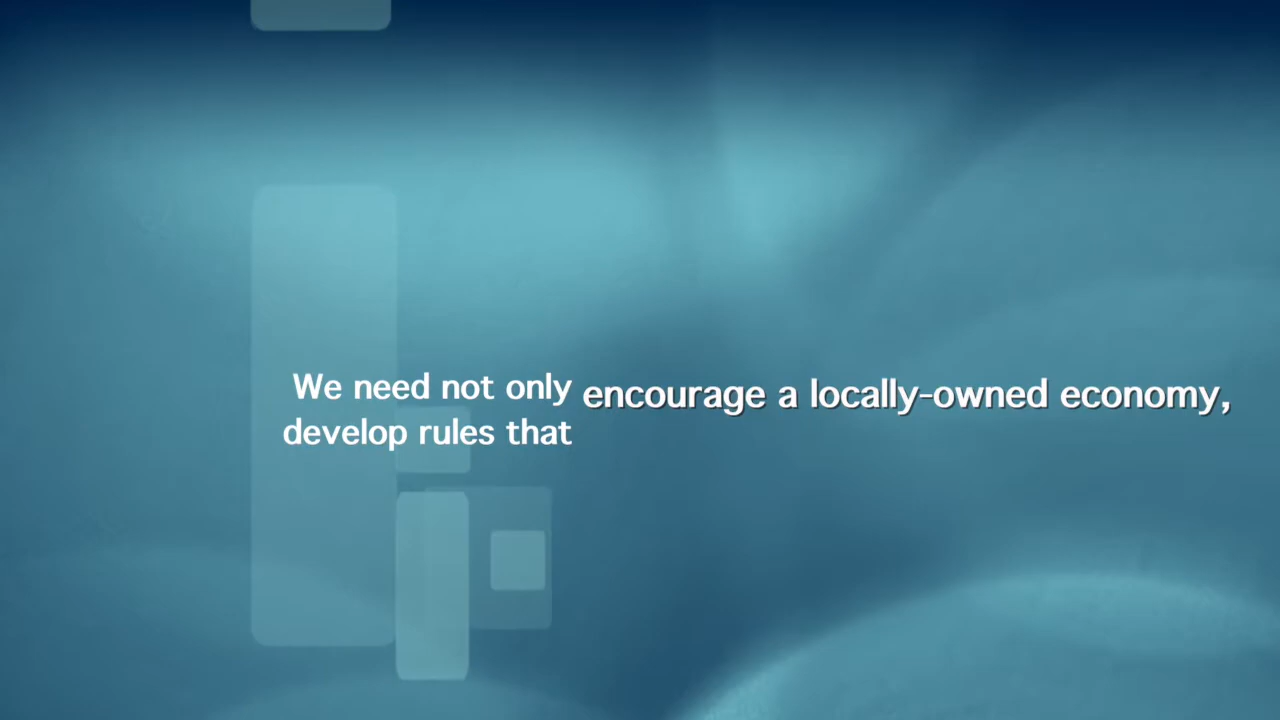 We need not only
develop rules that
encourage a locally-owned economy,